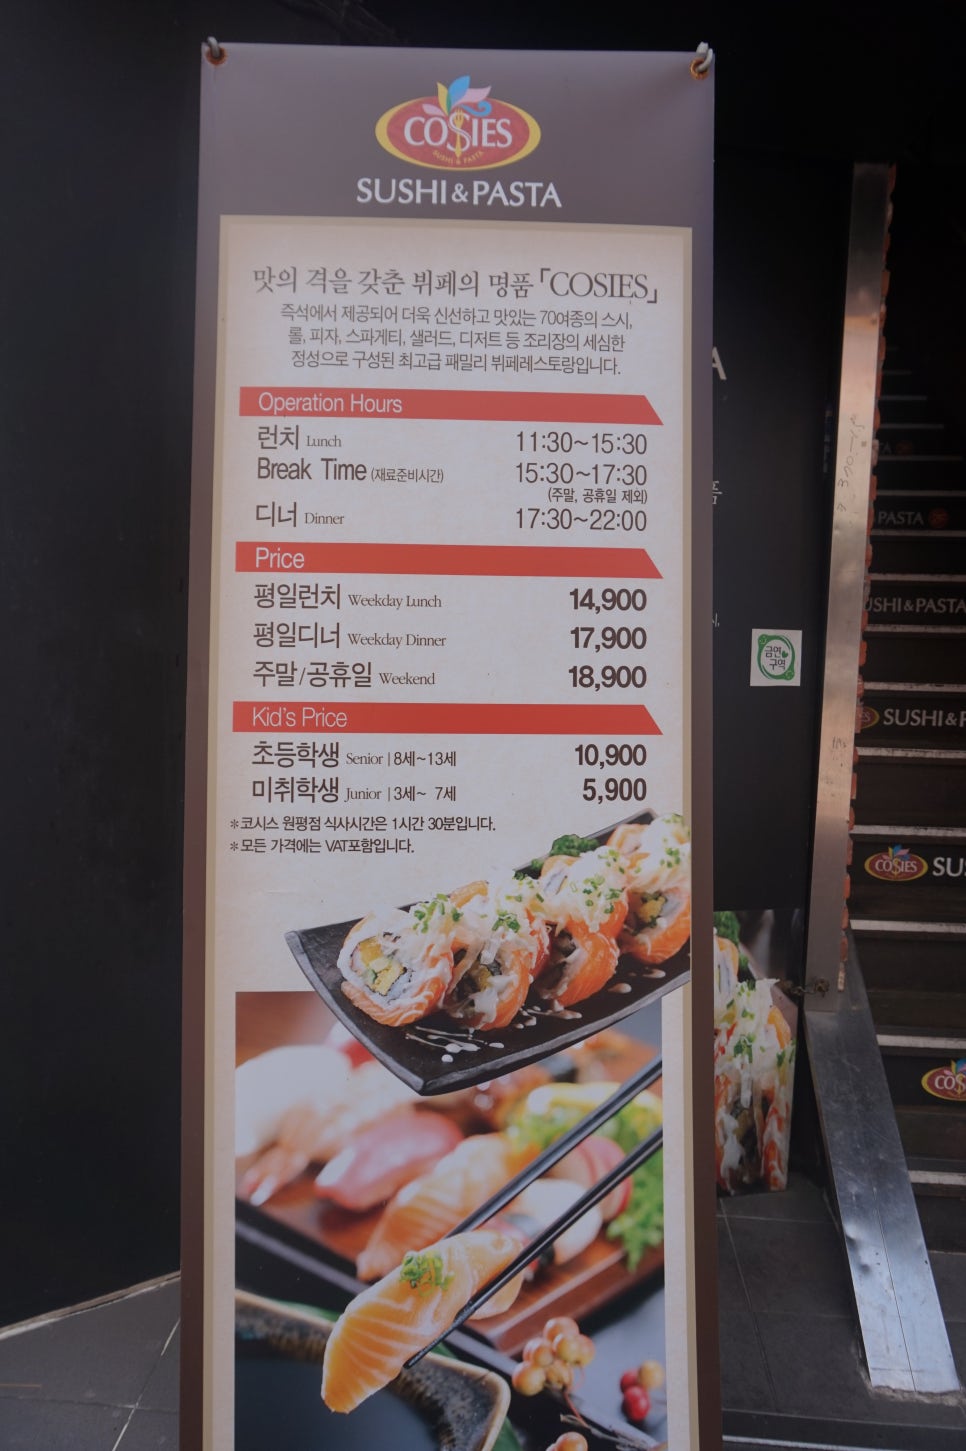 COSIES
SUSHI & PASTA
SUSHI&PASTA
맛의 격을 갖춘 뷔페의 명품 「COSIES」
즉석에서 제공되어 더욱 신선하고 맛있는 70여종의 스시,
롤, 피자, 스파게티, 샐러드, 디저트 등 조리장의 세심한
정성으로 구성된 최고급 패밀리 뷔페레스토랑입니다.
Operation Hours
런치 Lunch 11:30~15:30
Break Time (재료준비시간) 15:30~17:30
(주말, 공휴일 제외)
디너 Dinner 17:30~22:00
Price
평일런치 Weekday Lunch 14,900
평일디너 Weekday Dinner 17,900
주말/공휴일 Weekend 18,900
Kid's Price
초등학생 Senior | 8세~13세 10,900
미취학생 Junior | 3세~ 7세 5,900
*코시스 원평점 식사시간은 1시간 30분입니다.
*모든 가격에는 VAT포함입니다.
A
품
금연
구역
PASTA
USHI&PASTA
SUSHI&P
COSIES SU
COS